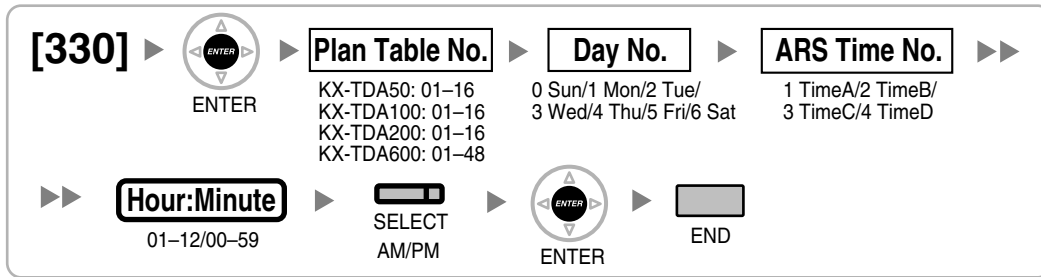 [330] ENTER Plan Table No. Day No. ARS Time No.
ENTER
KX-TDA50: 01–16
KX-TDA100: 01–16
KX-TDA200: 01–16
KX-TDA600: 01–48
0 Sun/1 Mon/2 Tue/
3 Wed/4 Thu/5 Fri/6 Sat
1 TimeA/2 TimeB/
3 TimeC/4 TimeD
Hour:Minute
01–12/00–59
SELECT
AM/PM
ENTER
ENTER
END